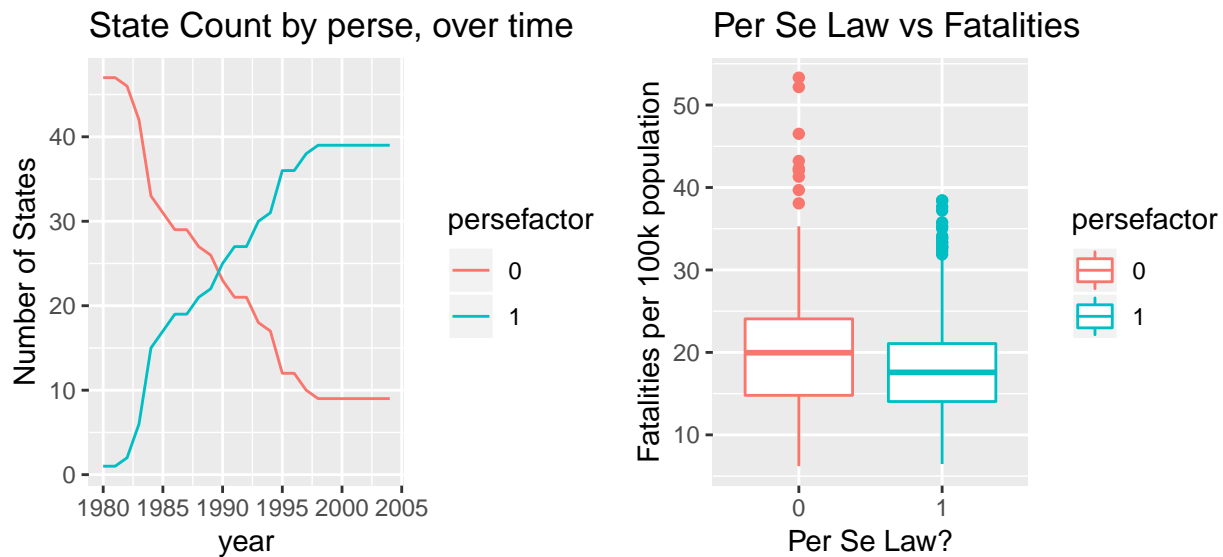 State Count by perse, over time
Number of States
40
30
20
10
0
1980 1985 1990 1995 2000 2005
year
persefactor
0
1
Per Se Law vs Fatalities
Fatalities per 100k population
50
40
30
20
10
0 1
Per Se Law?
persefactor
0
1